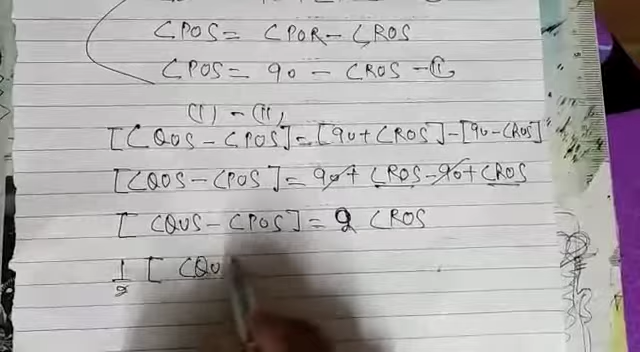 ∠POS = ∠POR - ∠ROS
∠POS = 90 - ∠ROS - (ii)
(i) - (ii)
[∠QOS - ∠POS] = [90 + ∠ROS] - [90 - ∠ROS]
[∠QOS - ∠POS] = 90 + ∠ROS - 90 + ∠ROS
[∠QOS - ∠POS] = 2 ∠ROS
1/2 [∠QO